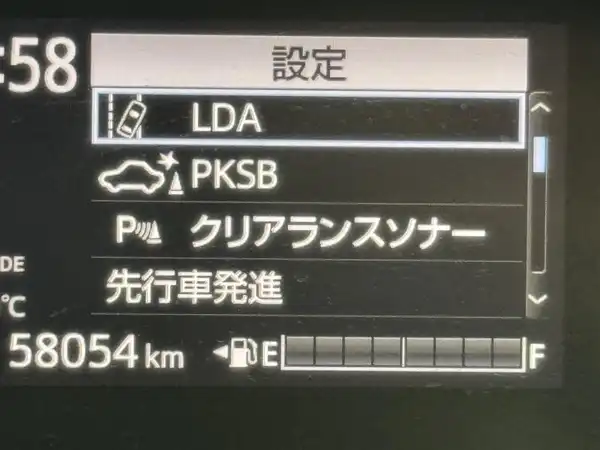 :58
設定
LDA
PKSB
P クリアランスソナー
DE
先行車発進
℃
58054 km
E F